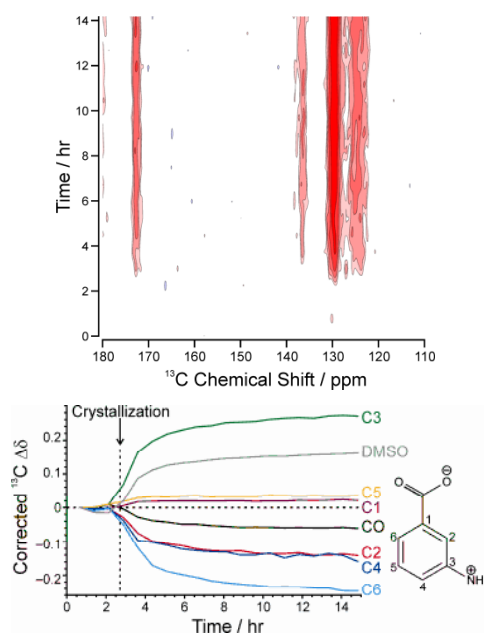 14
12
10
8
6
4
2
0
Time / hr
180 170 160 150 140 130 120 110
13C Chemical Shift / ppm
Crystallization
0.2
0.1
0
−0.1
−0.2
Corrected 13C Δδ
C3
DMSO
C5
C1
CO
C2
C4
C6
0 2 4 6 8 10 12 14
Time / hr
O
O
⊖
1
2
3
4
5
6
⊕
NH